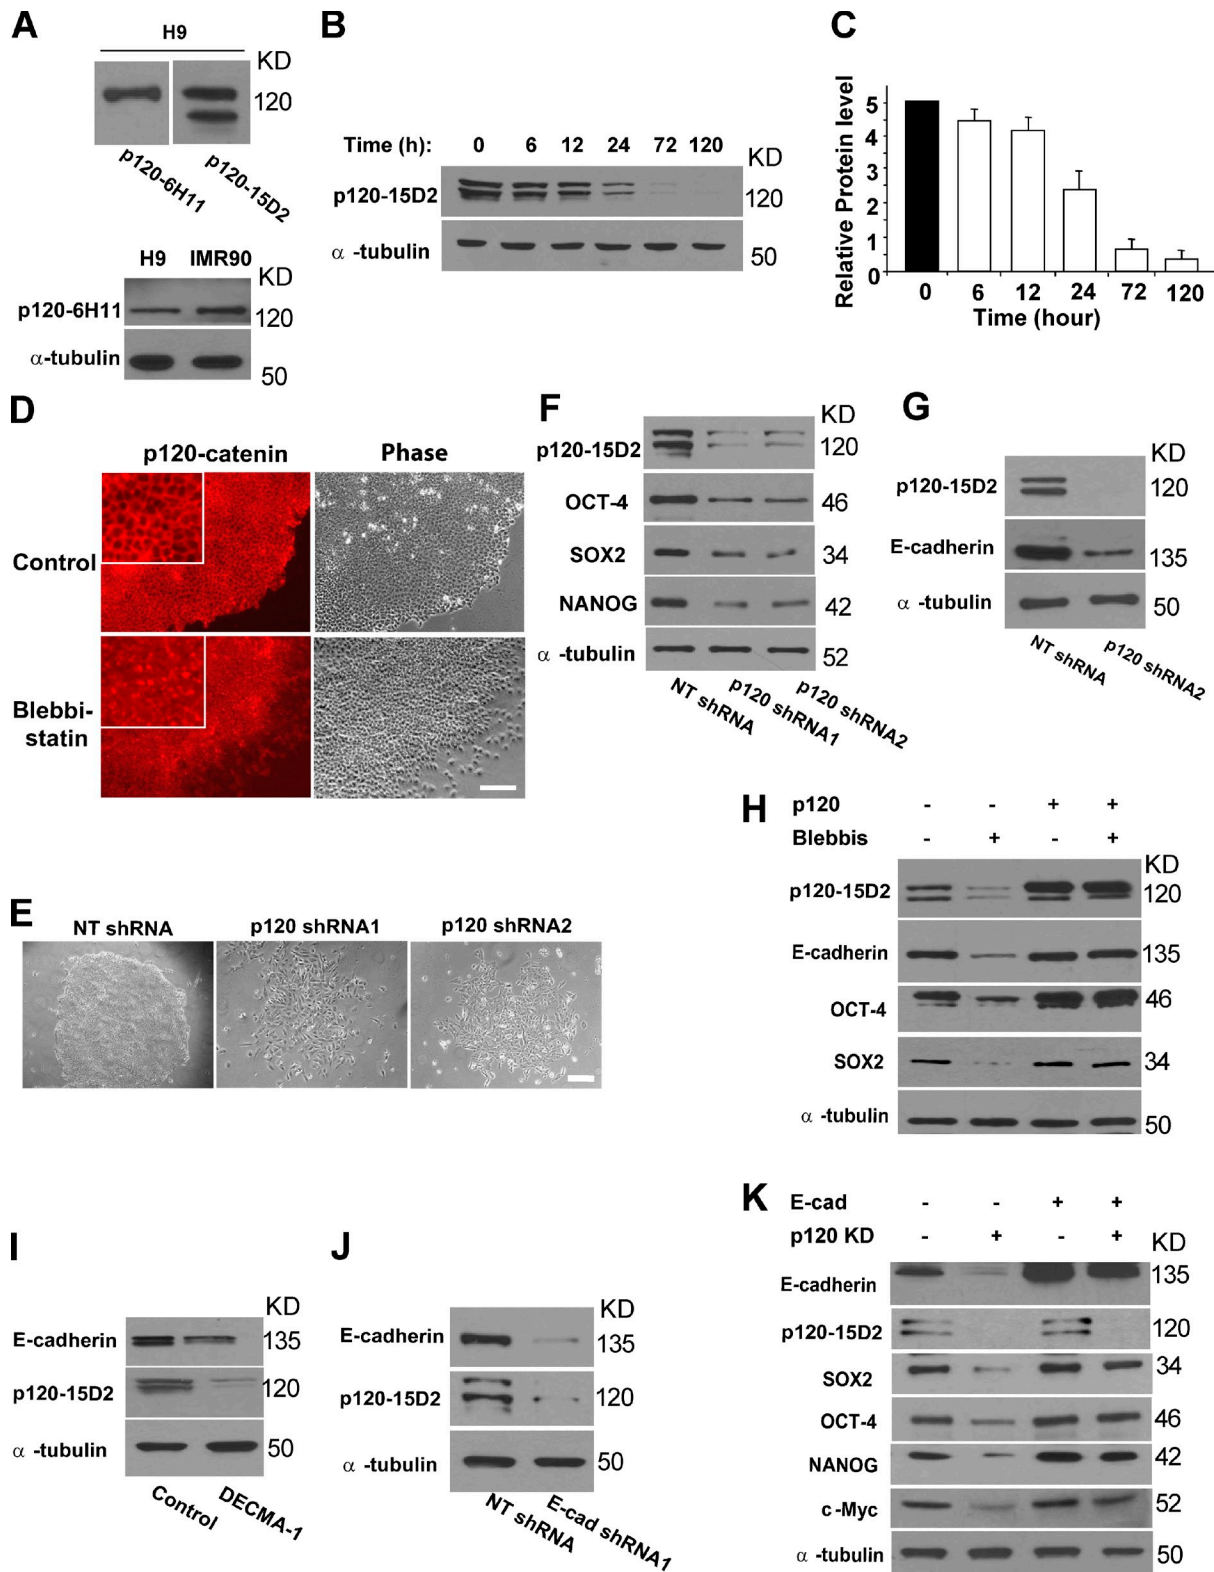 A
H9
KD
120
p120-6H11
p120-15D2
H9 IMR90
KD
p120-6H11
120
α-tubulin
50
B
Time (h): 0 6 12 24 72 120
KD
p120-15D2
120
α -tubulin
50
C
Relative Protein level
5
4
3
2
1
0
0 6 12 24 72 120
Time (hour)
D
p120-catenin Phase
Control
Blebbi-
statin
E
NT shRNA p120 shRNA1 p120 shRNA2
F
KD
p120-15D2
120
OCT-4
46
SOX2
34
NANOG
42
α -tubulin
52
NT shRNA
p120 shRNA1
p120 shRNA2
G
KD
p120-15D2
120
E-cadherin
135
α -tubulin
50
NT shRNA
p120 shRNA2
H
p120 - - + +
Blebbis - + - +
KD
p120-15D2
120
E-cadherin
135
OCT-4
46
SOX2
34
α -tubulin
50
I
KD
E-cadherin
135
p120-15D2
120
α -tubulin
50
Control
DECMA-1
J
KD
E-cadherin
135
p120-15D2
120
α -tubulin
50
NT shRNA
E-cad shRNA1
K
E-cad - - + +
p120 KD - + - +
KD
E-cadherin
135
p120-15D2
120
SOX2
34
OCT-4
46
NANOG
42
c-Myc
52
α -tubulin
50